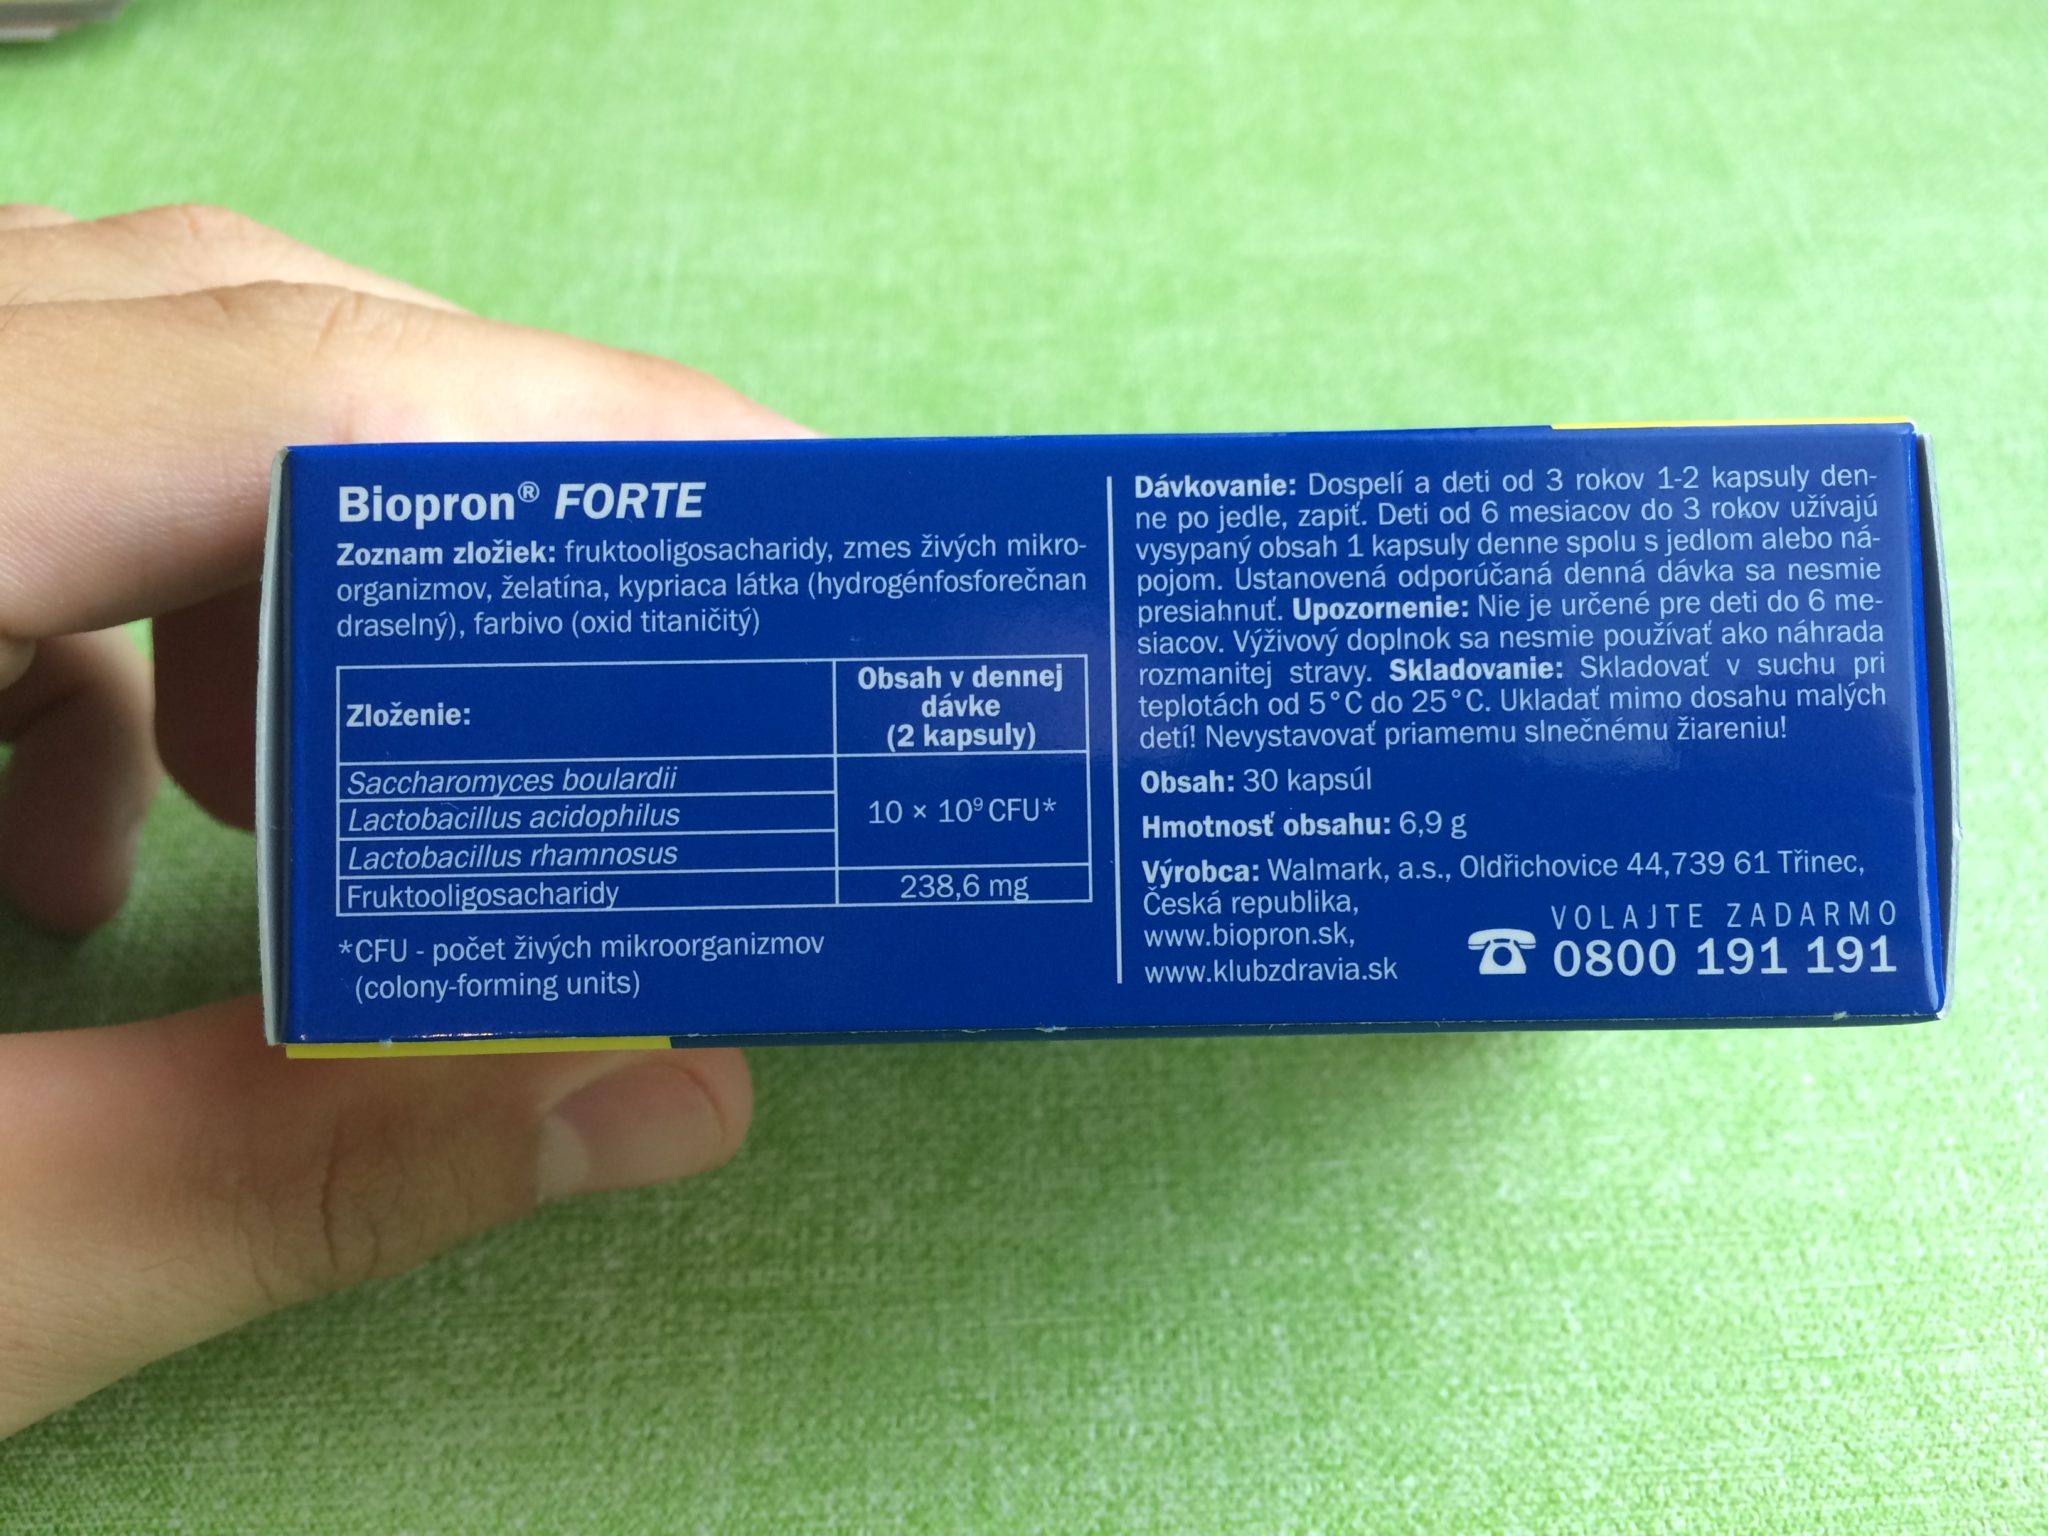 Biopron® FORTE
Zoznam zložiek: fruktooligosacharidy, zmes živých mikro-
organizmov, želatína, kypriaca látka (hydrogénfosforečnan
draselný), farbivo (oxid titaničitý)
Zloženie:
Obsah v dennej
dávke
(2 kapsuly)
Saccharomyces boulardii
Lactobacillus acidophilus
Lactobacillus rhamnosus
10 × 10⁹ CFU*
Fruktooligosacharidy
238,6 mg
*CFU - počet živých mikroorganizmov
(colony-forming units)
Dávkovanie: Dospelí a deti od 3 rokov 1-2 kapsuly den-
ne po jedle, zapiť. Deti od 6 mesiacov do 3 rokov užívajú
vysypaný obsah 1 kapsuly denne spolu s jedlom alebo ná-
pojom. Ustanovená odporúčaná denná dávka sa nesmie
presiahnuť. Upozornenie: Nie je určené pre deti do 6 me-
siacov. Výživový doplnok sa nesmie používať ako náhrada
rozmanitej stravy. Skladovanie: Skladovať v suchu pri
teplotách od 5°C do 25°C. Ukladať mimo dosahu malých
detí! Nevystavovať priamemu slnečnému žiareniu!
Obsah: 30 kapsúl
Hmotnosť obsahu: 6,9 g
Výrobca: Walmark, a.s., Oldřichovice 44,739 61 Třinec,
Česká republika,
www.biopron.sk,
www.klubzdravia.sk
VOLAJTE ZADARMO
0800 191 191